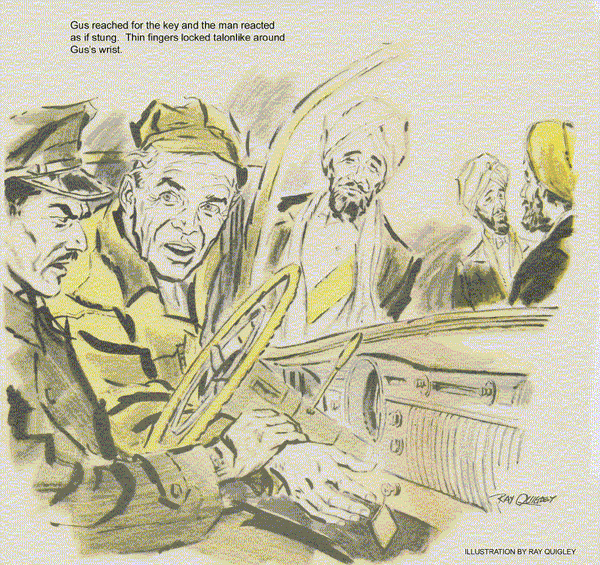 Gus reached for the key and the man reacted
as if stung. Thin fingers locked talonlike around
Gus's wrist.
RAY QUIGLEY
ILLUSTRATION BY RAY QUIGLEY